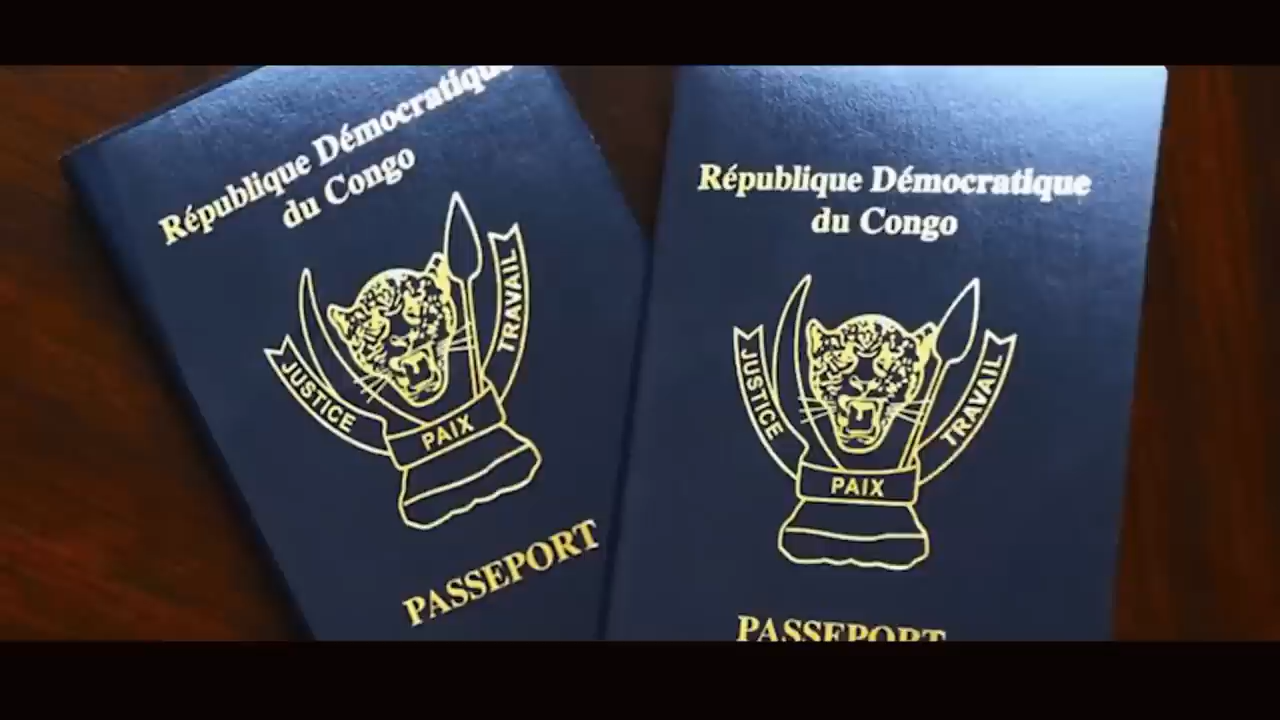 République Démocratique
du Congo
JUSTICE
PAIX
TRAVAIL
PASSEPORT
République Démocratique
du Congo
JUSTICE
PAIX
TRAVAIL
PASSEPORT